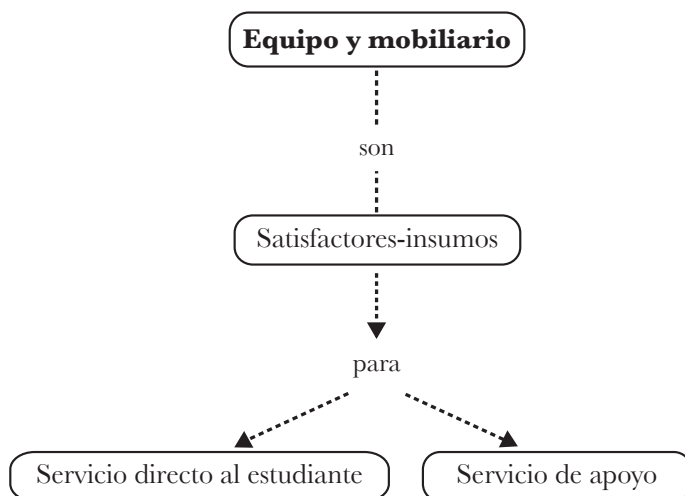 Equipo y mobiliario
son
Satisfactores-insumos
para
Servicio directo al estudiante
Servicio de apoyo